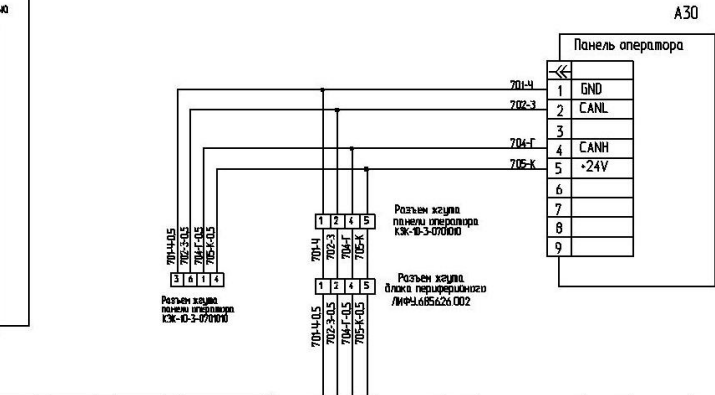 А30
Панель оператора
1 GND
2 CANL
3
4 CANH
5 +24V
6
7
8
9
701-Ч
702-З
704-Г
705-К
1 2 4 5
Разъем жгута
панели оператора
КЗК-10-3-0701010
701-Ч
702-З
704-Г
705-К
1 2 4 5
Разъем жгута
блока периферийного
ЛИФУ.685626.002
701-Ч-0,5
702-З-0,5
704-Г-0,5
705-К-0,5
701-Ч-0,5
702-З-0,5
704-Г-0,5
705-К-0,5
3 6 1 4
Разъем жгута
панели оператора
КЗК-10-3-0701010